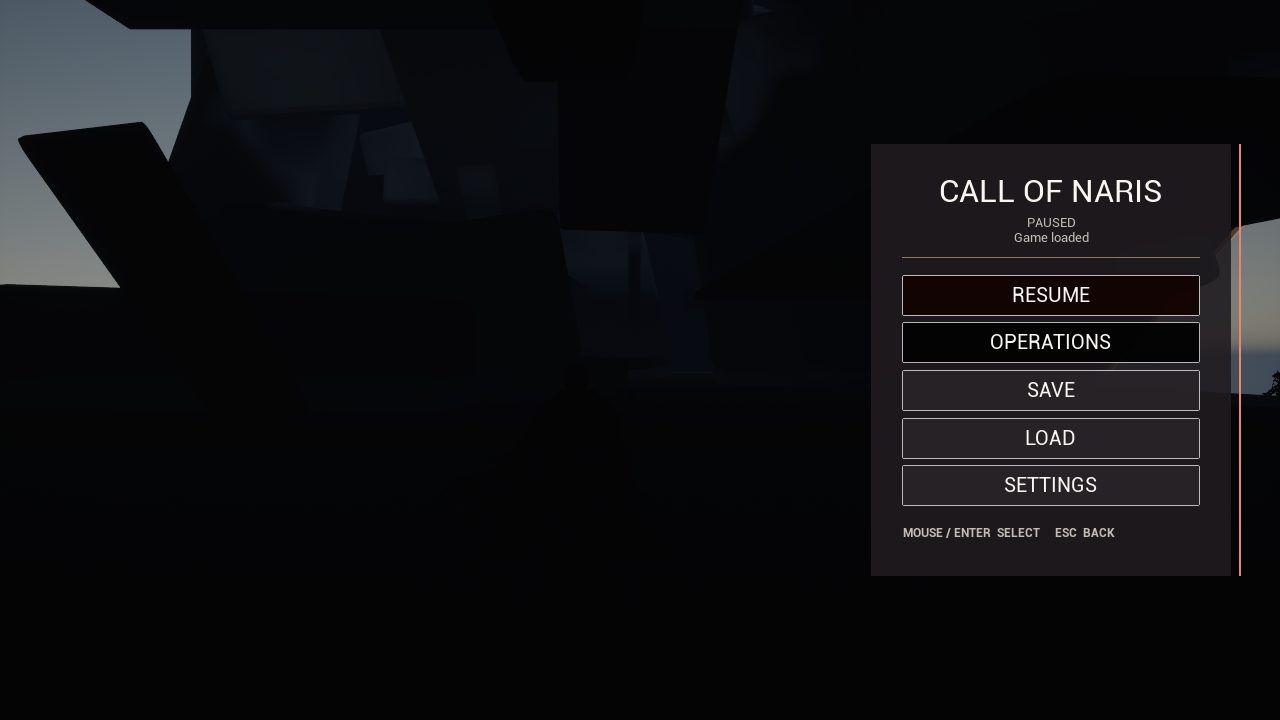 CALL OF NARIS
PAUSED
Game loaded
RESUME
OPERATIONS
SAVE
LOAD
SETTINGS
MOUSE / ENTER SELECT ESC BACK